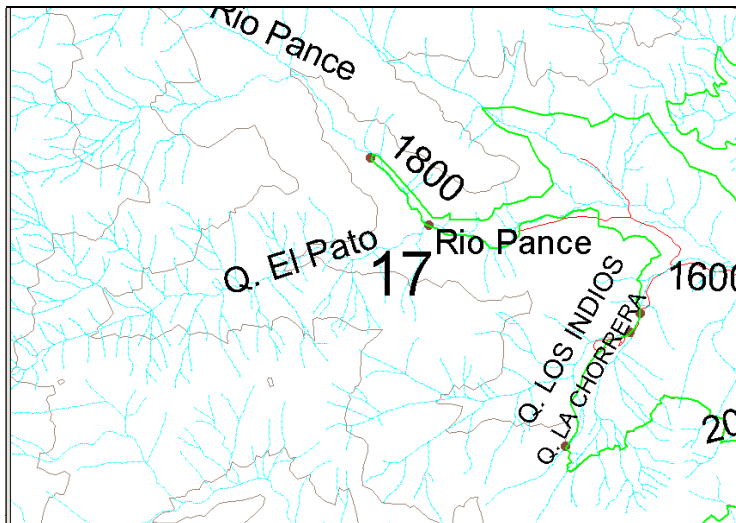 Rio Pance
1800
Q. El Pato
Rio Pance
17
1600
Q. LOS INDIOS
Q. LA CHORRERA
20